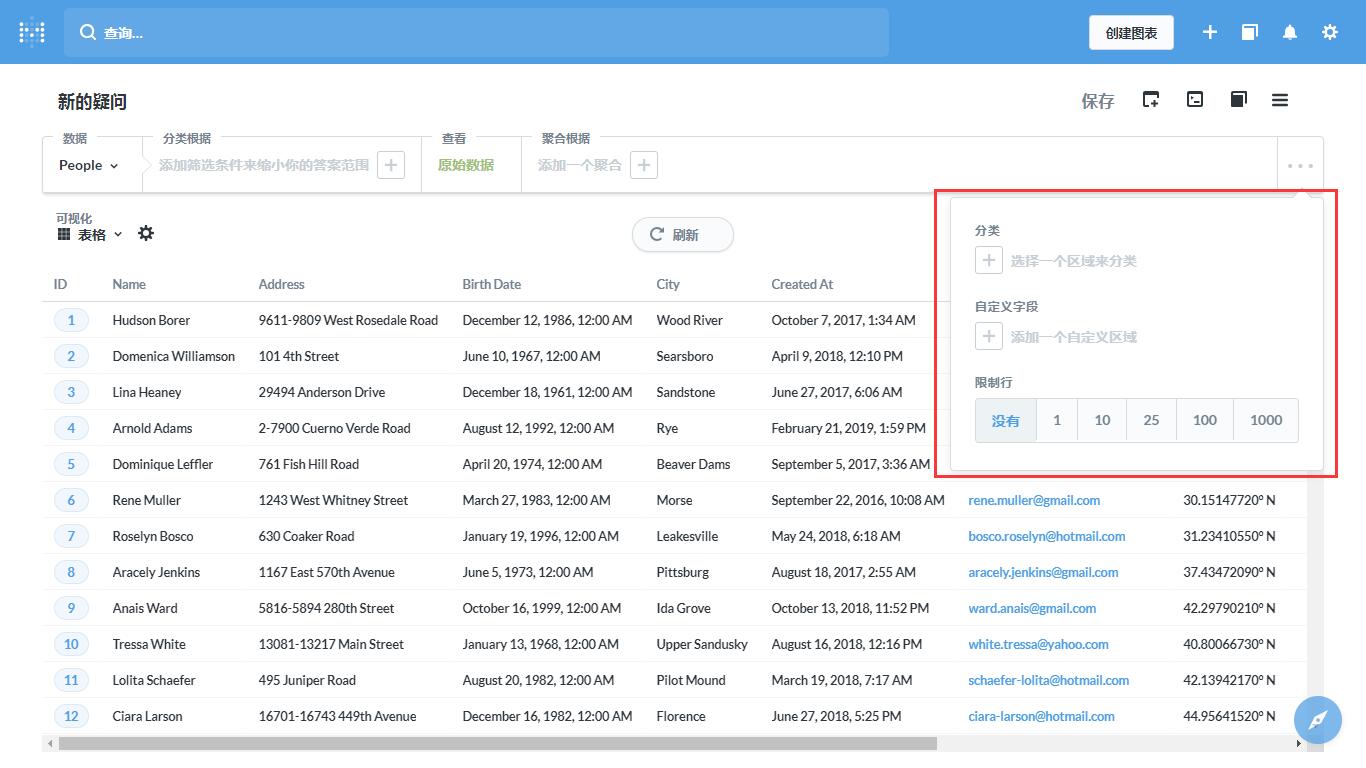 查询...
创建图表
新的疑问
保存
数据 分类根据 查看 聚合根据
People 添加筛选条件来缩小你的答案范围 原始数据 添加一个聚合
可视化
表格
刷新
分类
选择一个区域来分类
自定义字段
添加一个自定义区域
限制行
没有 1 10 25 100 1000
ID Name Address Birth Date City Created At
1 Hudson Borer 9611-9809 West Rosedale Road December 12, 1986, 12:00 AM Wood River October 7, 2017, 1:34 AM
2 Domenica Williamson 101 4th Street June 10, 1967, 12:00 AM Searsboro April 9, 2018, 12:10 PM
3 Lina Heaney 29494 Anderson Drive December 18, 1961, 12:00 AM Sandstone June 27, 2017, 6:06 AM
4 Arnold Adams 2-7900 Cuerno Verde Road August 12, 1992, 12:00 AM Rye February 21, 2019, 1:59 PM
5 Dominique Leffler 761 Fish Hill Road April 20, 1974, 12:00 AM Beaver Dams September 5, 2017, 3:36 AM
6 Rene Muller 1243 West Whitney Street March 27, 1983, 12:00 AM Morse September 22, 2016, 10:08 AM rene.muller@gmail.com 30.15147720° N
7 Roselyn Bosco 630 Coaker Road January 19, 1996, 12:00 AM Leakesville May 24, 2018, 6:18 AM bosco.roselyn@hotmail.com 31.23410550° N
8 Aracely Jenkins 1167 East 570th Avenue June 5, 1973, 12:00 AM Pittsburg August 18, 2017, 2:55 AM aracely.jenkins@gmail.com 37.43472090° N
9 Anais Ward 5816-5894 280th Street October 16, 1999, 12:00 AM Ida Grove October 13, 2018, 11:52 PM ward.anais@gmail.com 42.29790210° N
10 Tressa White 13081-13217 Main Street January 13, 1968, 12:00 AM Upper Sandusky August 16, 2018, 12:16 PM white.tressa@yahoo.com 40.80066730° N
11 Lolita Schaefer 495 Juniper Road August 20, 1982, 12:00 AM Pilot Mound March 19, 2018, 7:17 AM schaefer-lolita@hotmail.com 42.13942170° N
12 Ciara Larson 16701-16743 449th Avenue December 16, 1982, 12:00 AM Florence June 27, 2018, 5:25 PM ciara-larson@hotmail.com 44.95641520° N